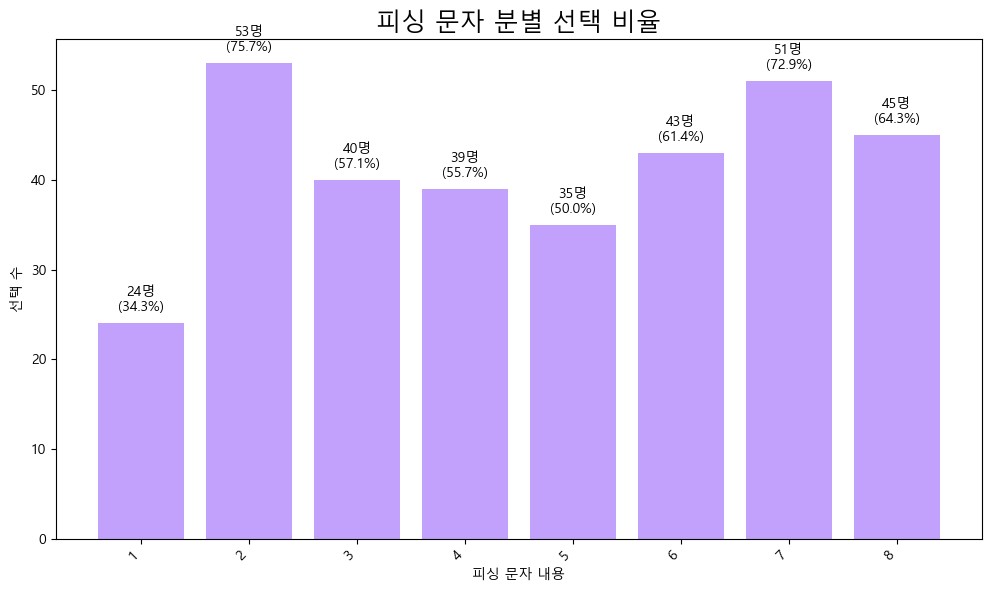 피싱 문자 분별 선택 비율
53명
(75.7%)
51명
(72.9%)
45명
(64.3%)
43명
(61.4%)
40명
(57.1%)
39명
(55.7%)
35명
(50.0%)
24명
(34.3%)
선택 수
50
40
30
20
10
0
1
2
3
4
5
6
7
8
피싱 문자 내용